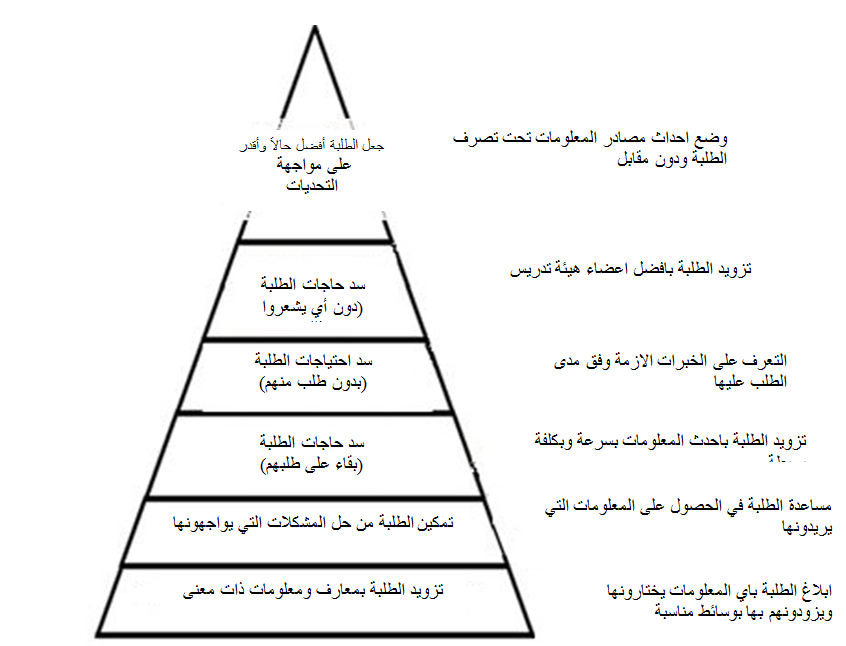 وضع احداث مصادر المعلومات تحت تصرف
الطلبة ودون مقابل
جعل الطلبة أفضل حالاً وأقدر
على مواجهة
التحديات
تزويد الطلبة بافضل اعضاء هيئة تدريس
سد حاجات الطلبة
(دون أي يشعروا
التعرف على الخبرات الازمة وفق مدى
الطلب عليها
سد احتياجات الطلبة
(بدون طلب منهم)
تزويد الطلبة باحدث المعلومات بسرعة وبكلفة
سد حاجات الطلبة
(بقاء على طلبهم)
مساعدة الطلبة في الحصول على المعلومات التي
يريدونها
تمكين الطلبة من حل المشكلات التي يواجهونها
ابلاغ الطلبة باي المعلومات يختارونها
ويزودونهم بها بوسائط مناسبة
تزويد الطلبة بمعارف ومعلومات ذات معنى